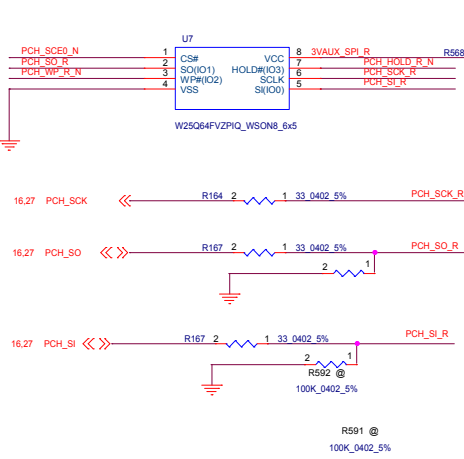 U7
PCH_SCE0_N 1 CS# VCC 8 3VAUX_SPI_R R568
PCH_SO_R 2 SO(IO1) HOLD#(IO3) 7 PCH_HOLD_R_N
PCH_WP_R_N 3 WP#(IO2) SCLK 6 PCH_SCK_R
4 VSS SI(IO0) 5 PCH_SI_R
W25Q64FVZPIQ_WSON8_6x5
16,27 PCH_SCK R164 2 1 33_0402_5% PCH_SCK_R
16,27 PCH_SO R167 2 1 33_0402_5% PCH_SO_R
2 1
16,27 PCH_SI R167 2 1 33_0402_5% PCH_SI_R
2 1
R592 @
100K_0402_5%
R591 @
100K_0402_5%